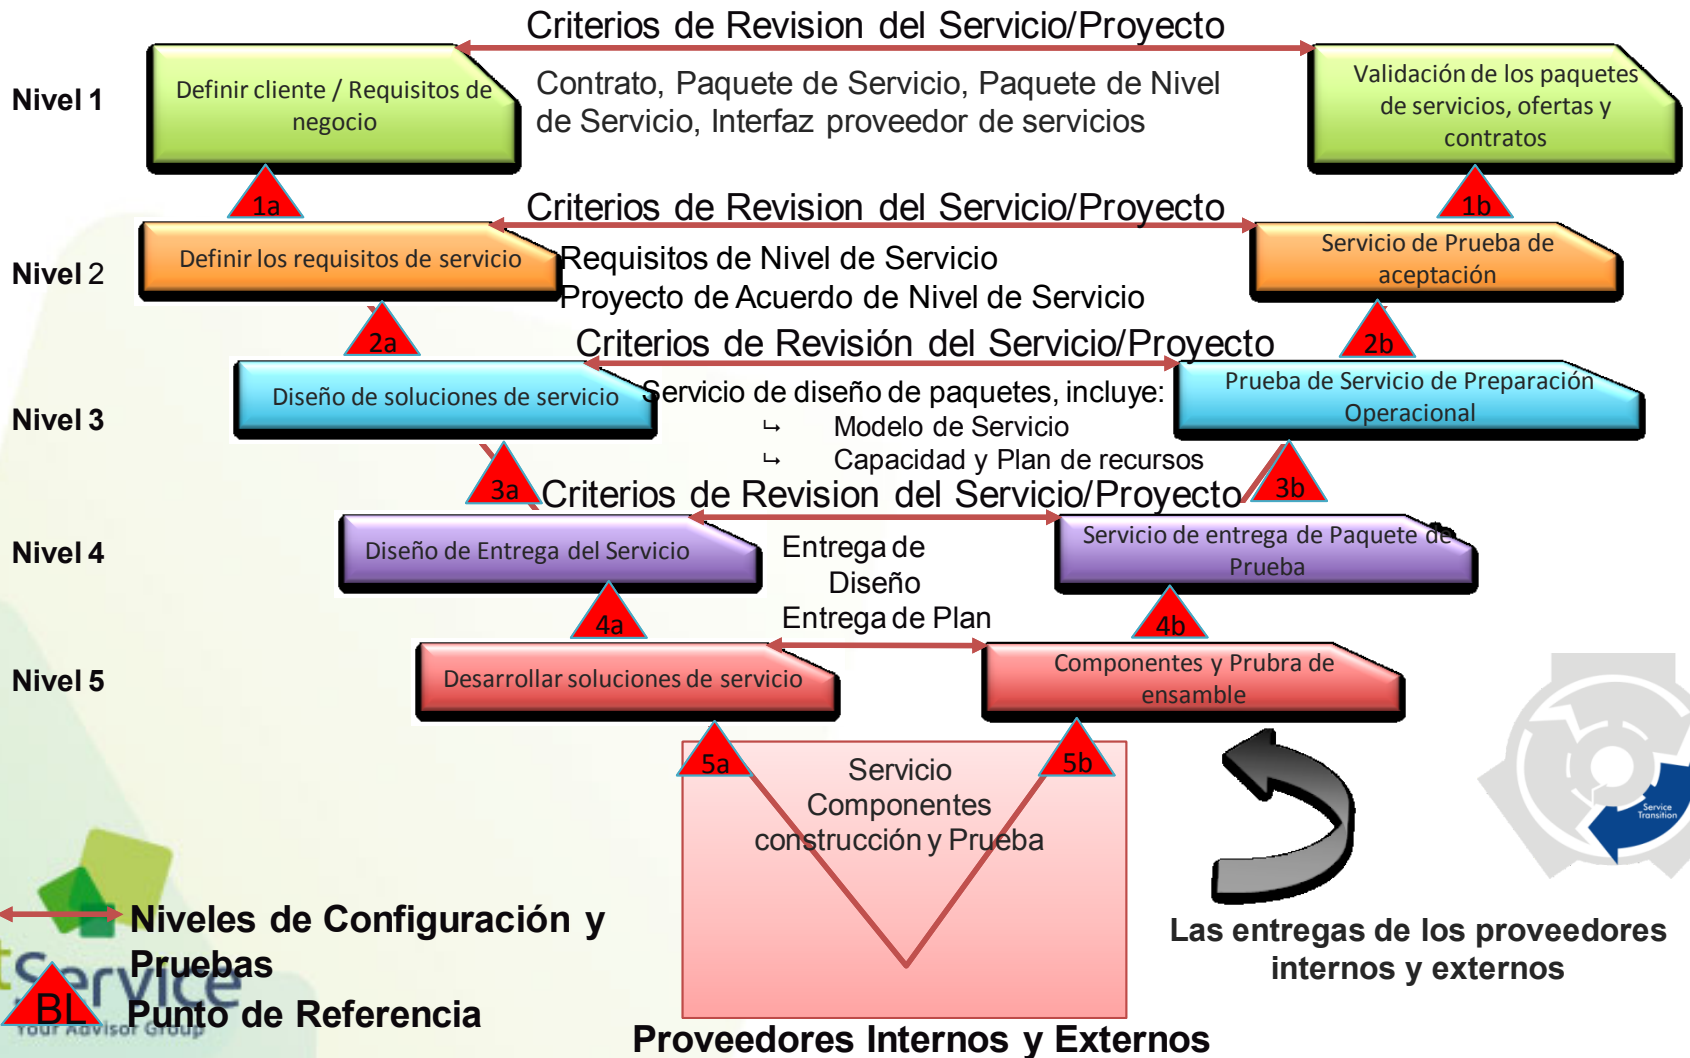 Criterios de Revision del Servicio/Proyecto
Nivel 1
Definir cliente / Requisitos de
negocio
Contrato, Paquete de Servicio, Paquete de Nivel
de Servicio, Interfaz proveedor de servicios
Validación de los paquetes
de servicios, ofertas y
contratos
1a
1b
Criterios de Revision del Servicio/Proyecto
Nivel 2
Definir los requisitos de servicio
Requisitos de Nivel de Servicio
Proyecto de Acuerdo de Nivel de Servicio
Servicio de Prueba de
aceptación
2a
2b
Criterios de Revisión del Servicio/Proyecto
Nivel 3
Diseño de soluciones de servicio
Servicio de diseño de paquetes, incluye:
↳ Modelo de Servicio
↳ Capacidad y Plan de recursos
Prueba de Servicio de Preparación
Operacional
3a
3b
Criterios de Revision del Servicio/Proyecto
Nivel 4
Diseño de Entrega del Servicio
Entrega de
Diseño
Entrega de Plan
Servicio de entrega de Paquete de
Prueba
4a
4b
Nivel 5
Desarrollar soluciones de servicio
Componentes y Prubra de
ensamble
5a
5b
Servicio
Componentes
construcción y Prueba
Service
Transition
Niveles de Configuración y
Pruebas
BL
Punto de Referencia
tService
Your Advisor Group
Las entregas de los proveedores
internos y externos
Proveedores Internos y Externos